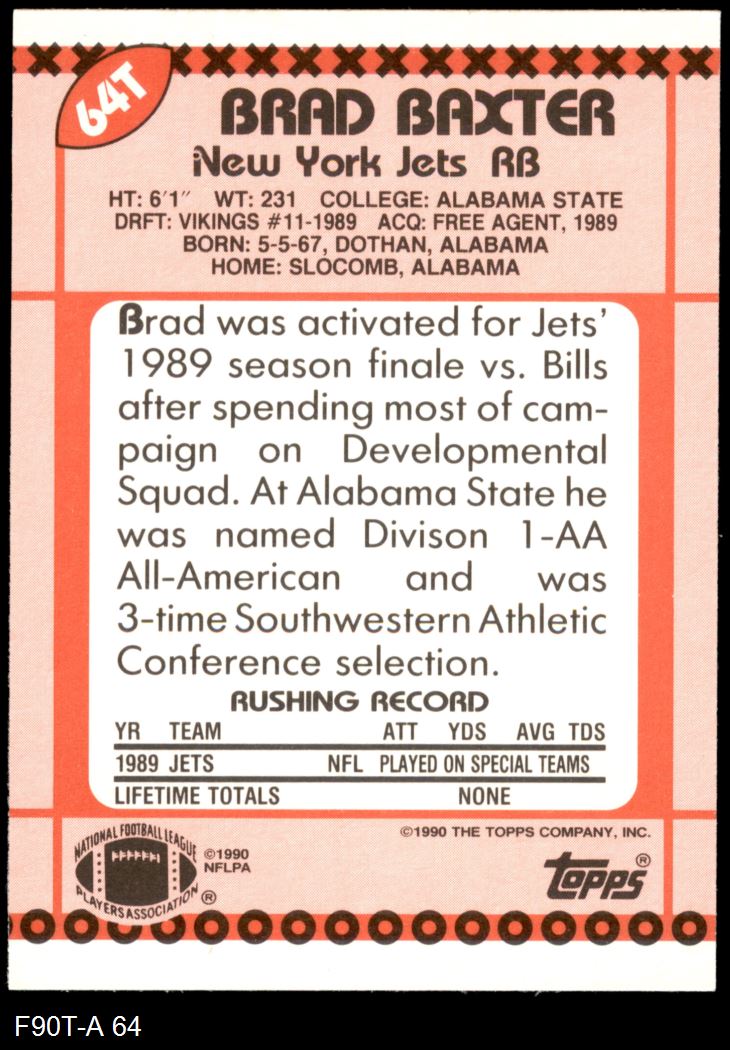 64T
BRAD BAXTER
New York Jets RB
HT: 6'1" WT: 231 COLLEGE: ALABAMA STATE
DRFT: VIKINGS #11-1989 ACQ: FREE AGENT, 1989
BORN: 5-5-67, DOTHAN, ALABAMA
HOME: SLOCOMB, ALABAMA
Brad was activated for Jets'
1989 season finale vs. Bills
after spending most of cam-
paign on Developmental
Squad. At Alabama State he
was named Divison 1-AA
All-American and was
3-time Southwestern Athletic
Conference selection.
RUSHING RECORD
YR TEAM ATT YDS AVG TDS
1989 JETS NFL PLAYED ON SPECIAL TEAMS
LIFETIME TOTALS NONE
©1990 THE TOPPS COMPANY, INC.
NATIONAL FOOTBALL LEAGUE
PLAYERS ASSOCIATION ®
©1990
NFLPA
topps®
F90T-A 64